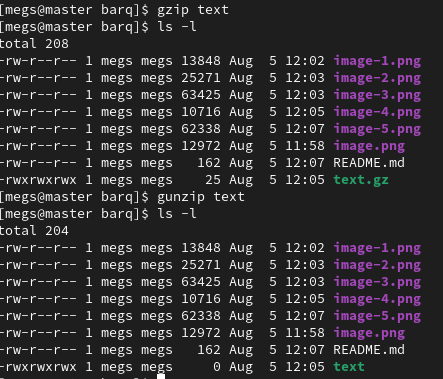 [megs@master barq]$ gzip text
[megs@master barq]$ ls -l
total 208
-rw-r--r-- 1 megs megs 13848 Aug  5 12:02 image-1.png
-rw-r--r-- 1 megs megs 25271 Aug  5 12:03 image-2.png
-rw-r--r-- 1 megs megs 63425 Aug  5 12:03 image-3.png
-rw-r--r-- 1 megs megs 10716 Aug  5 12:05 image-4.png
-rw-r--r-- 1 megs megs 62338 Aug  5 12:07 image-5.png
-rw-r--r-- 1 megs megs 12972 Aug  5 11:58 image.png
-rw-r--r-- 1 megs megs   162 Aug  5 12:07 README.md
-rwxrwxrwx 1 megs megs    25 Aug  5 12:05 text.gz
[megs@master barq]$ gunzip text
[megs@master barq]$ ls -l
total 204
-rw-r--r-- 1 megs megs 13848 Aug  5 12:02 image-1.png
-rw-r--r-- 1 megs megs 25271 Aug  5 12:03 image-2.png
-rw-r--r-- 1 megs megs 63425 Aug  5 12:03 image-3.png
-rw-r--r-- 1 megs megs 10716 Aug  5 12:05 image-4.png
-rw-r--r-- 1 megs megs 62338 Aug  5 12:07 image-5.png
-rw-r--r-- 1 megs megs 12972 Aug  5 11:58 image.png
-rw-r--r-- 1 megs megs   162 Aug  5 12:07 README.md
-rwxrwxrwx 1 megs megs     0 Aug  5 12:05 text